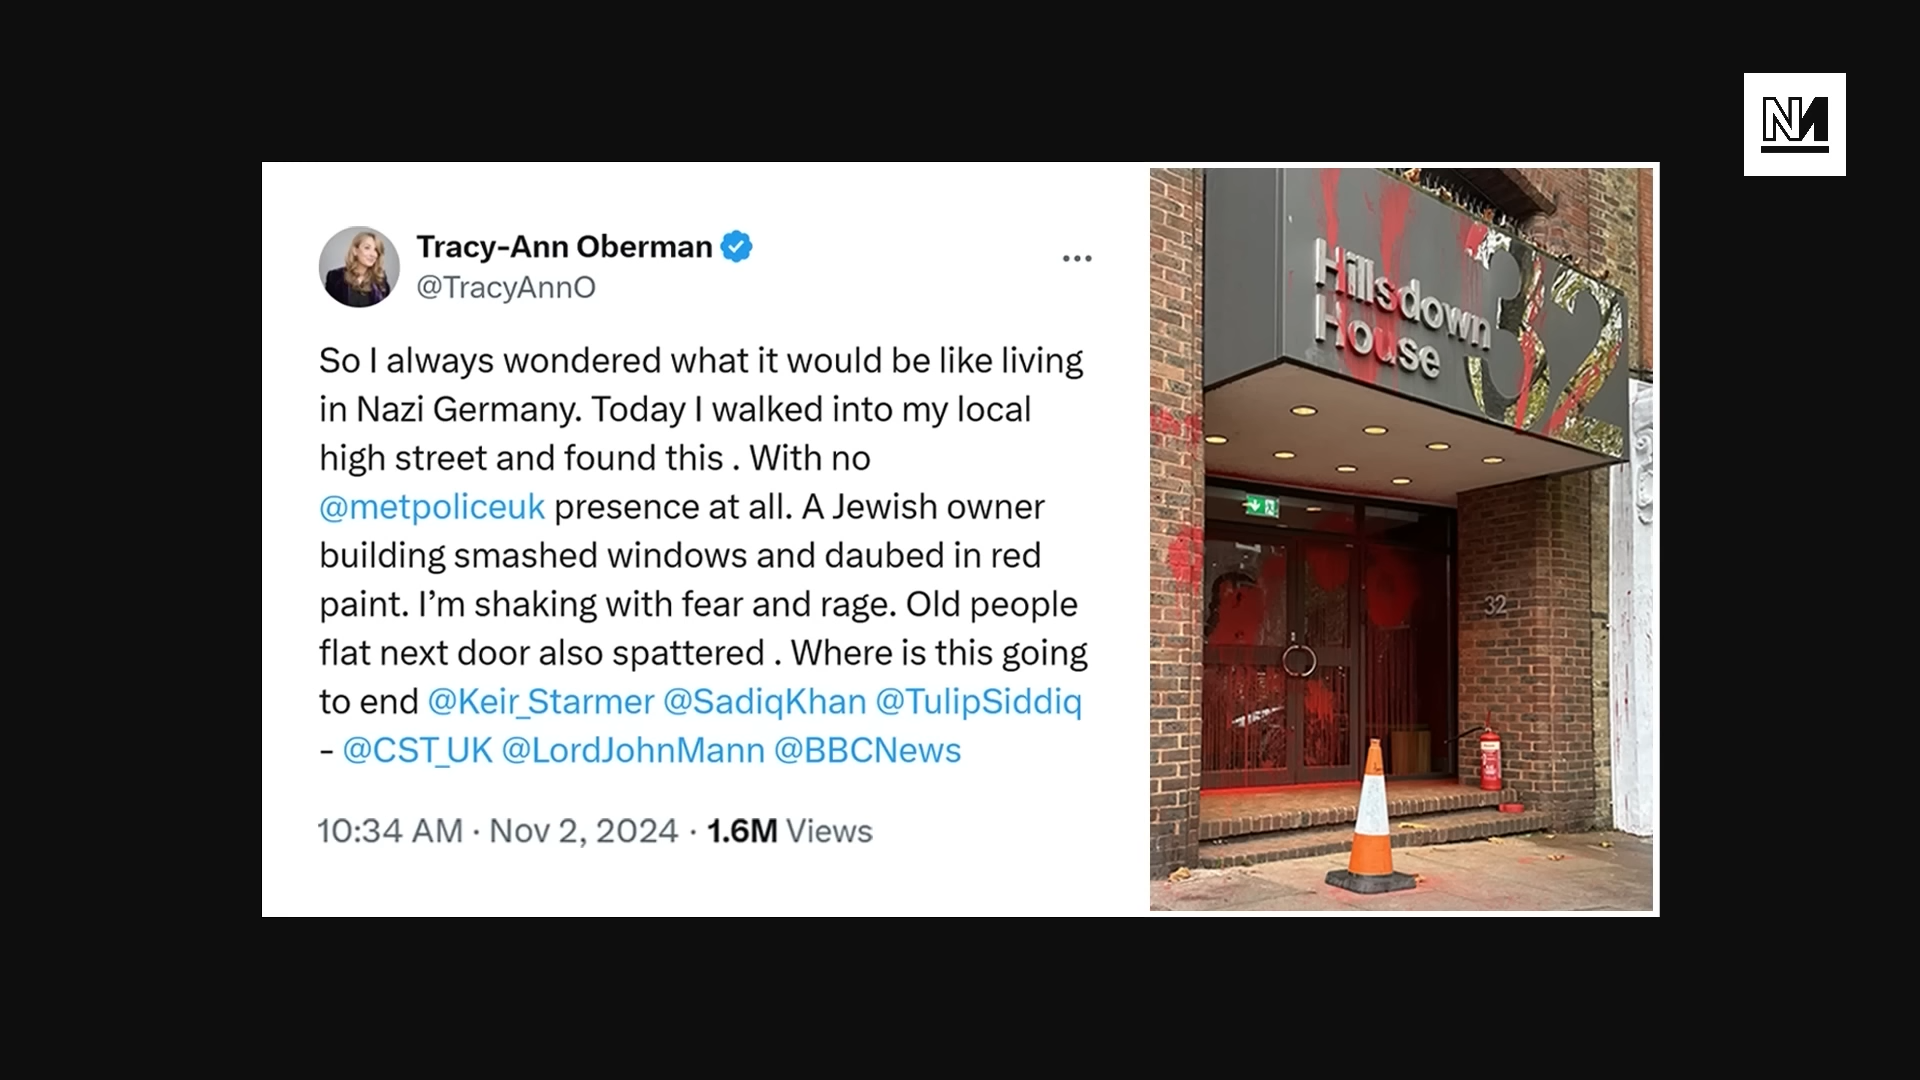 NM
Tracy-Ann Oberman
@TracyAnnO
So I always wondered what it would be like living
in Nazi Germany. Today I walked into my local
high street and found this . With no
@metpoliceuk presence at all. A Jewish owner
building smashed windows and daubed in red
paint. I’m shaking with fear and rage. Old people
flat next door also spattered . Where is this going
to end @Keir_Starmer @SadiqKhan @TulipSiddiq
- @CST_UK @LordJohnMann @BBCNews
10:34 AM · Nov 2, 2024 · 1.6M Views
Hillsdown
House
32
32